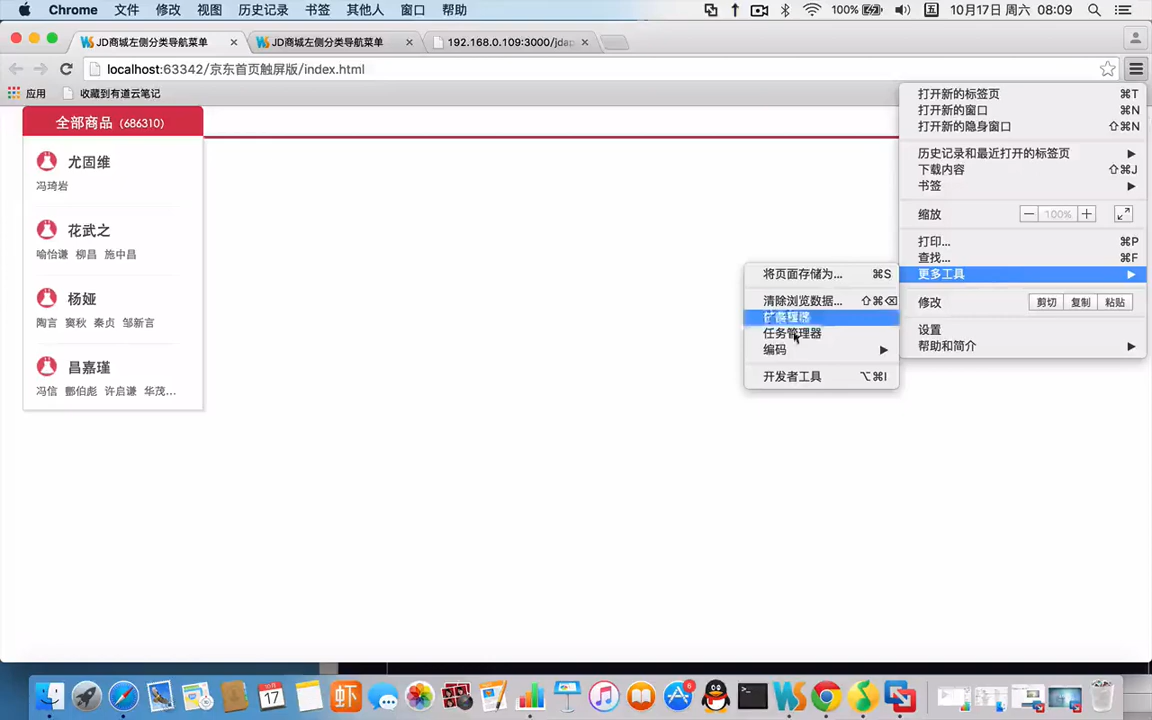 Chrome 文件 修改 视图 历史记录 书签 其他人 窗口 帮助 100% 五 10月17日 周六 08:09
JD商城左侧分类导航菜单 JD商城左侧分类导航菜单 192.168.0.109:3000/jdap
localhost:63342/京东首页触屏版/index.html
应用 收藏到有道云笔记
全部商品 (686310)
尤固维
冯琦岩
花武之
喻怡谦 柳昌 施中昌
杨娅
陶言 窦秋 秦贞 邹新言
昌嘉瑾
冯信 酆伯彪 许启谦 华茂...
打开新的标签页 ⌘T
打开新的窗口 ⌘N
打开新的隐身窗口 ⇧⌘N
历史记录和最近打开的标签页
下载内容 ⇧⌘J
书签
缩放 100%
打印... ⌘P
查找... ⌘F
更多工具
修改 剪切 复制 粘贴
设置
帮助和简介
将页面存储为... ⌘S
清除浏览数据... ⇧⌘⌫
任务管理器
编码
开发者工具 ⌥⌘I
17
虾
6